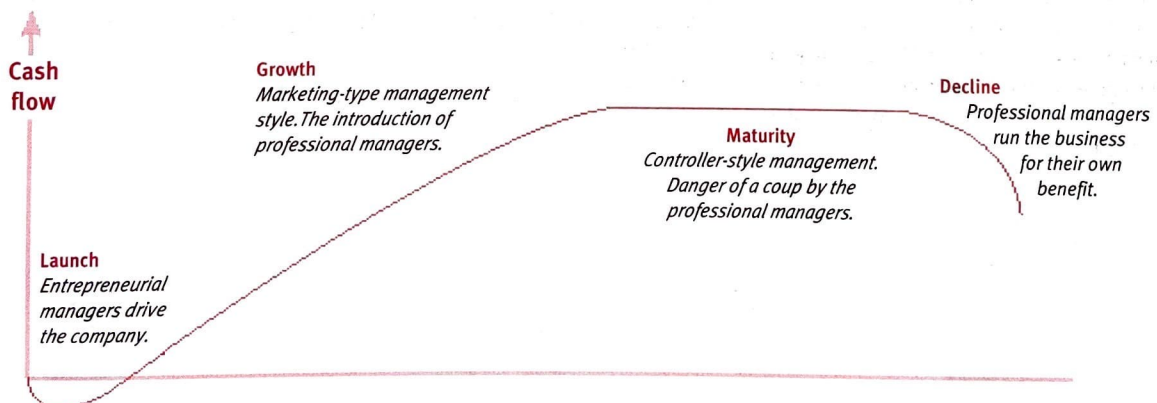 Cash
flow
Launch
Entrepreneurial
managers drive
the company.
Growth
Marketing-type management
style. The introduction of
professional managers.
Maturity
Controller-style management.
Danger of a coup by the
professional managers.
Decline
Professional managers
run the business
for their own
benefit.